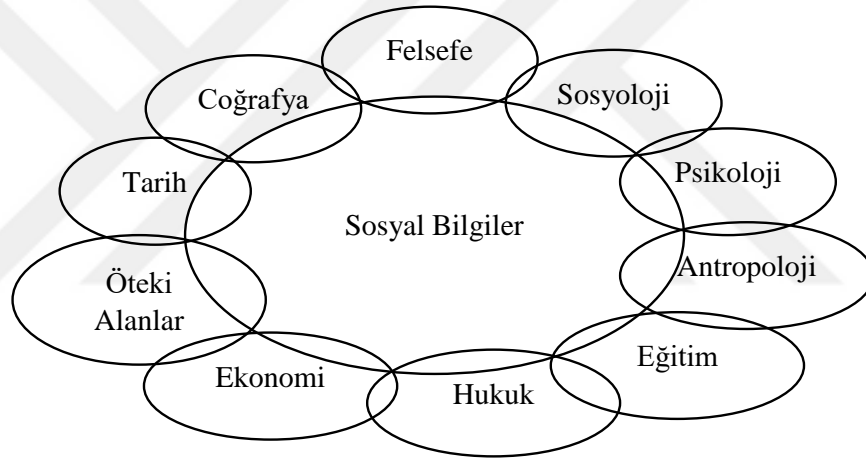 Felsefe
Coğrafya
Sosyoloji
Tarih
Psikoloji
Sosyal Bilgiler
Antropoloji
Öteki
Alanlar
Eğitim
Ekonomi
Hukuk